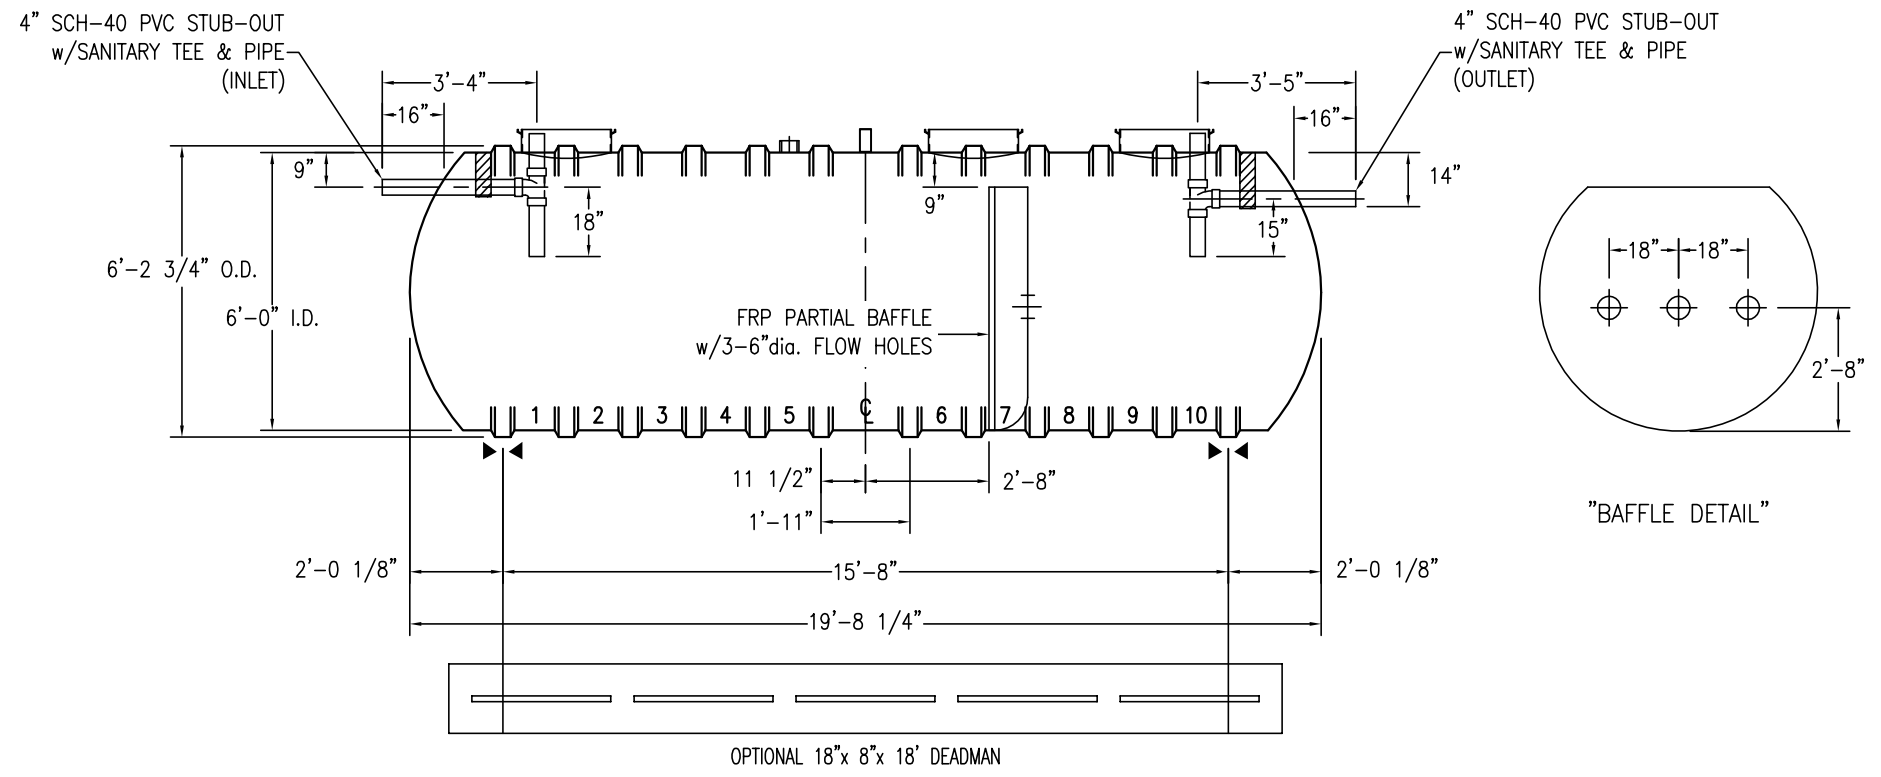 4” SCH-40 PVC STUB-OUT
w/SANITARY TEE & PIPE
(INLET)
4” SCH-40 PVC STUB-OUT
w/SANITARY TEE & PIPE
(OUTLET)
3'-4”
3'-5”
16”
16”
9”
14”
9”
18”
15”
6'-2 3/4” O.D.
6'-0” I.D.
FRP PARTIAL BAFFLE
w/3-6”dia. FLOW HOLES
18”
18”
2'-8”
1 2 3 4 5 ℄ 6 7 8 9 10
11 1/2”
2'-8”
1'-11”
”BAFFLE DETAIL”
2'-0 1/8”
15'-8”
2'-0 1/8”
19'-8 1/4”
OPTIONAL 18”x 8”x 18' DEADMAN